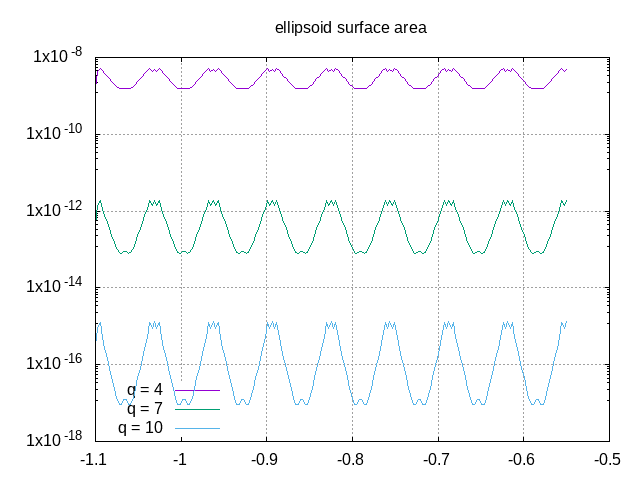 ellipsoid surface area
1x10^-8
1x10^-10
1x10^-12
1x10^-14
1x10^-16
1x10^-18
q = 4
q = 7
q = 10
-1.1 -1 -0.9 -0.8 -0.7 -0.6 -0.5